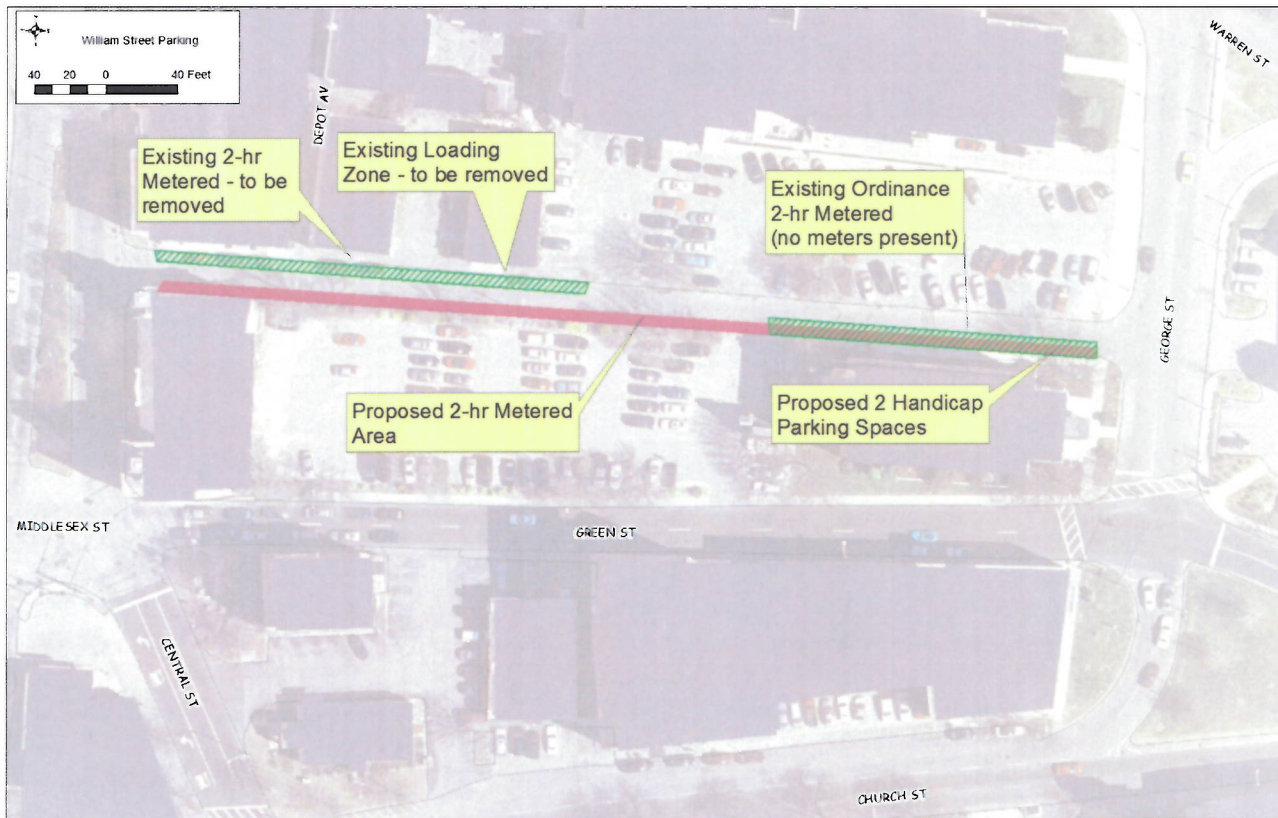 William Street Parking
40 20 0 40 Feet
WARREN ST
DEPOT AV
Existing 2-hr
Metered - to be
removed
Existing Loading
Zone - to be removed
Existing Ordinance
2-hr Metered
(no meters present)
GEORGE ST
Proposed 2-hr Metered
Area
Proposed 2 Handicap
Parking Spaces
MIDDLESEX ST
GREEN ST
CENTRAL ST
CHURCH ST